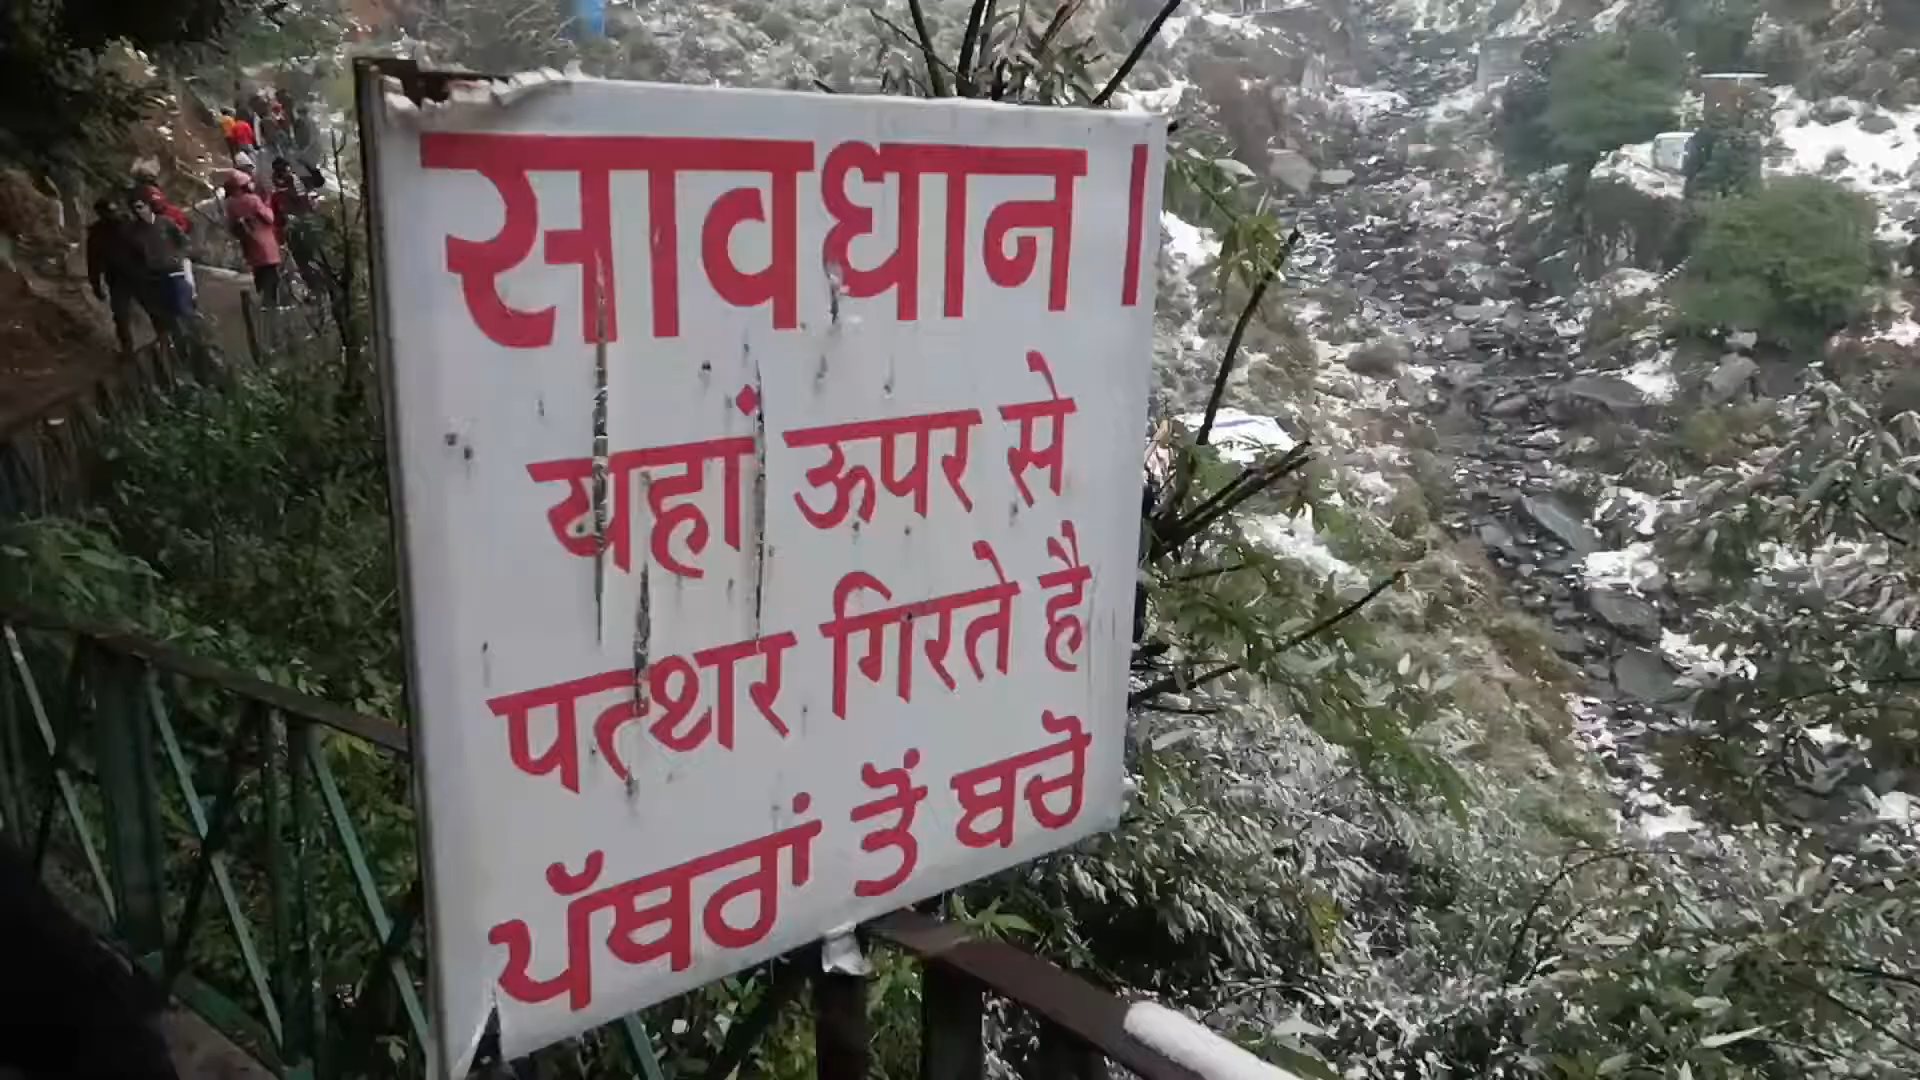 सावधान ।
यहां ऊपर से
पत्थर गिरते है
ਪੱਥਰਾਂ ਤੋਂ ਬਚੋ